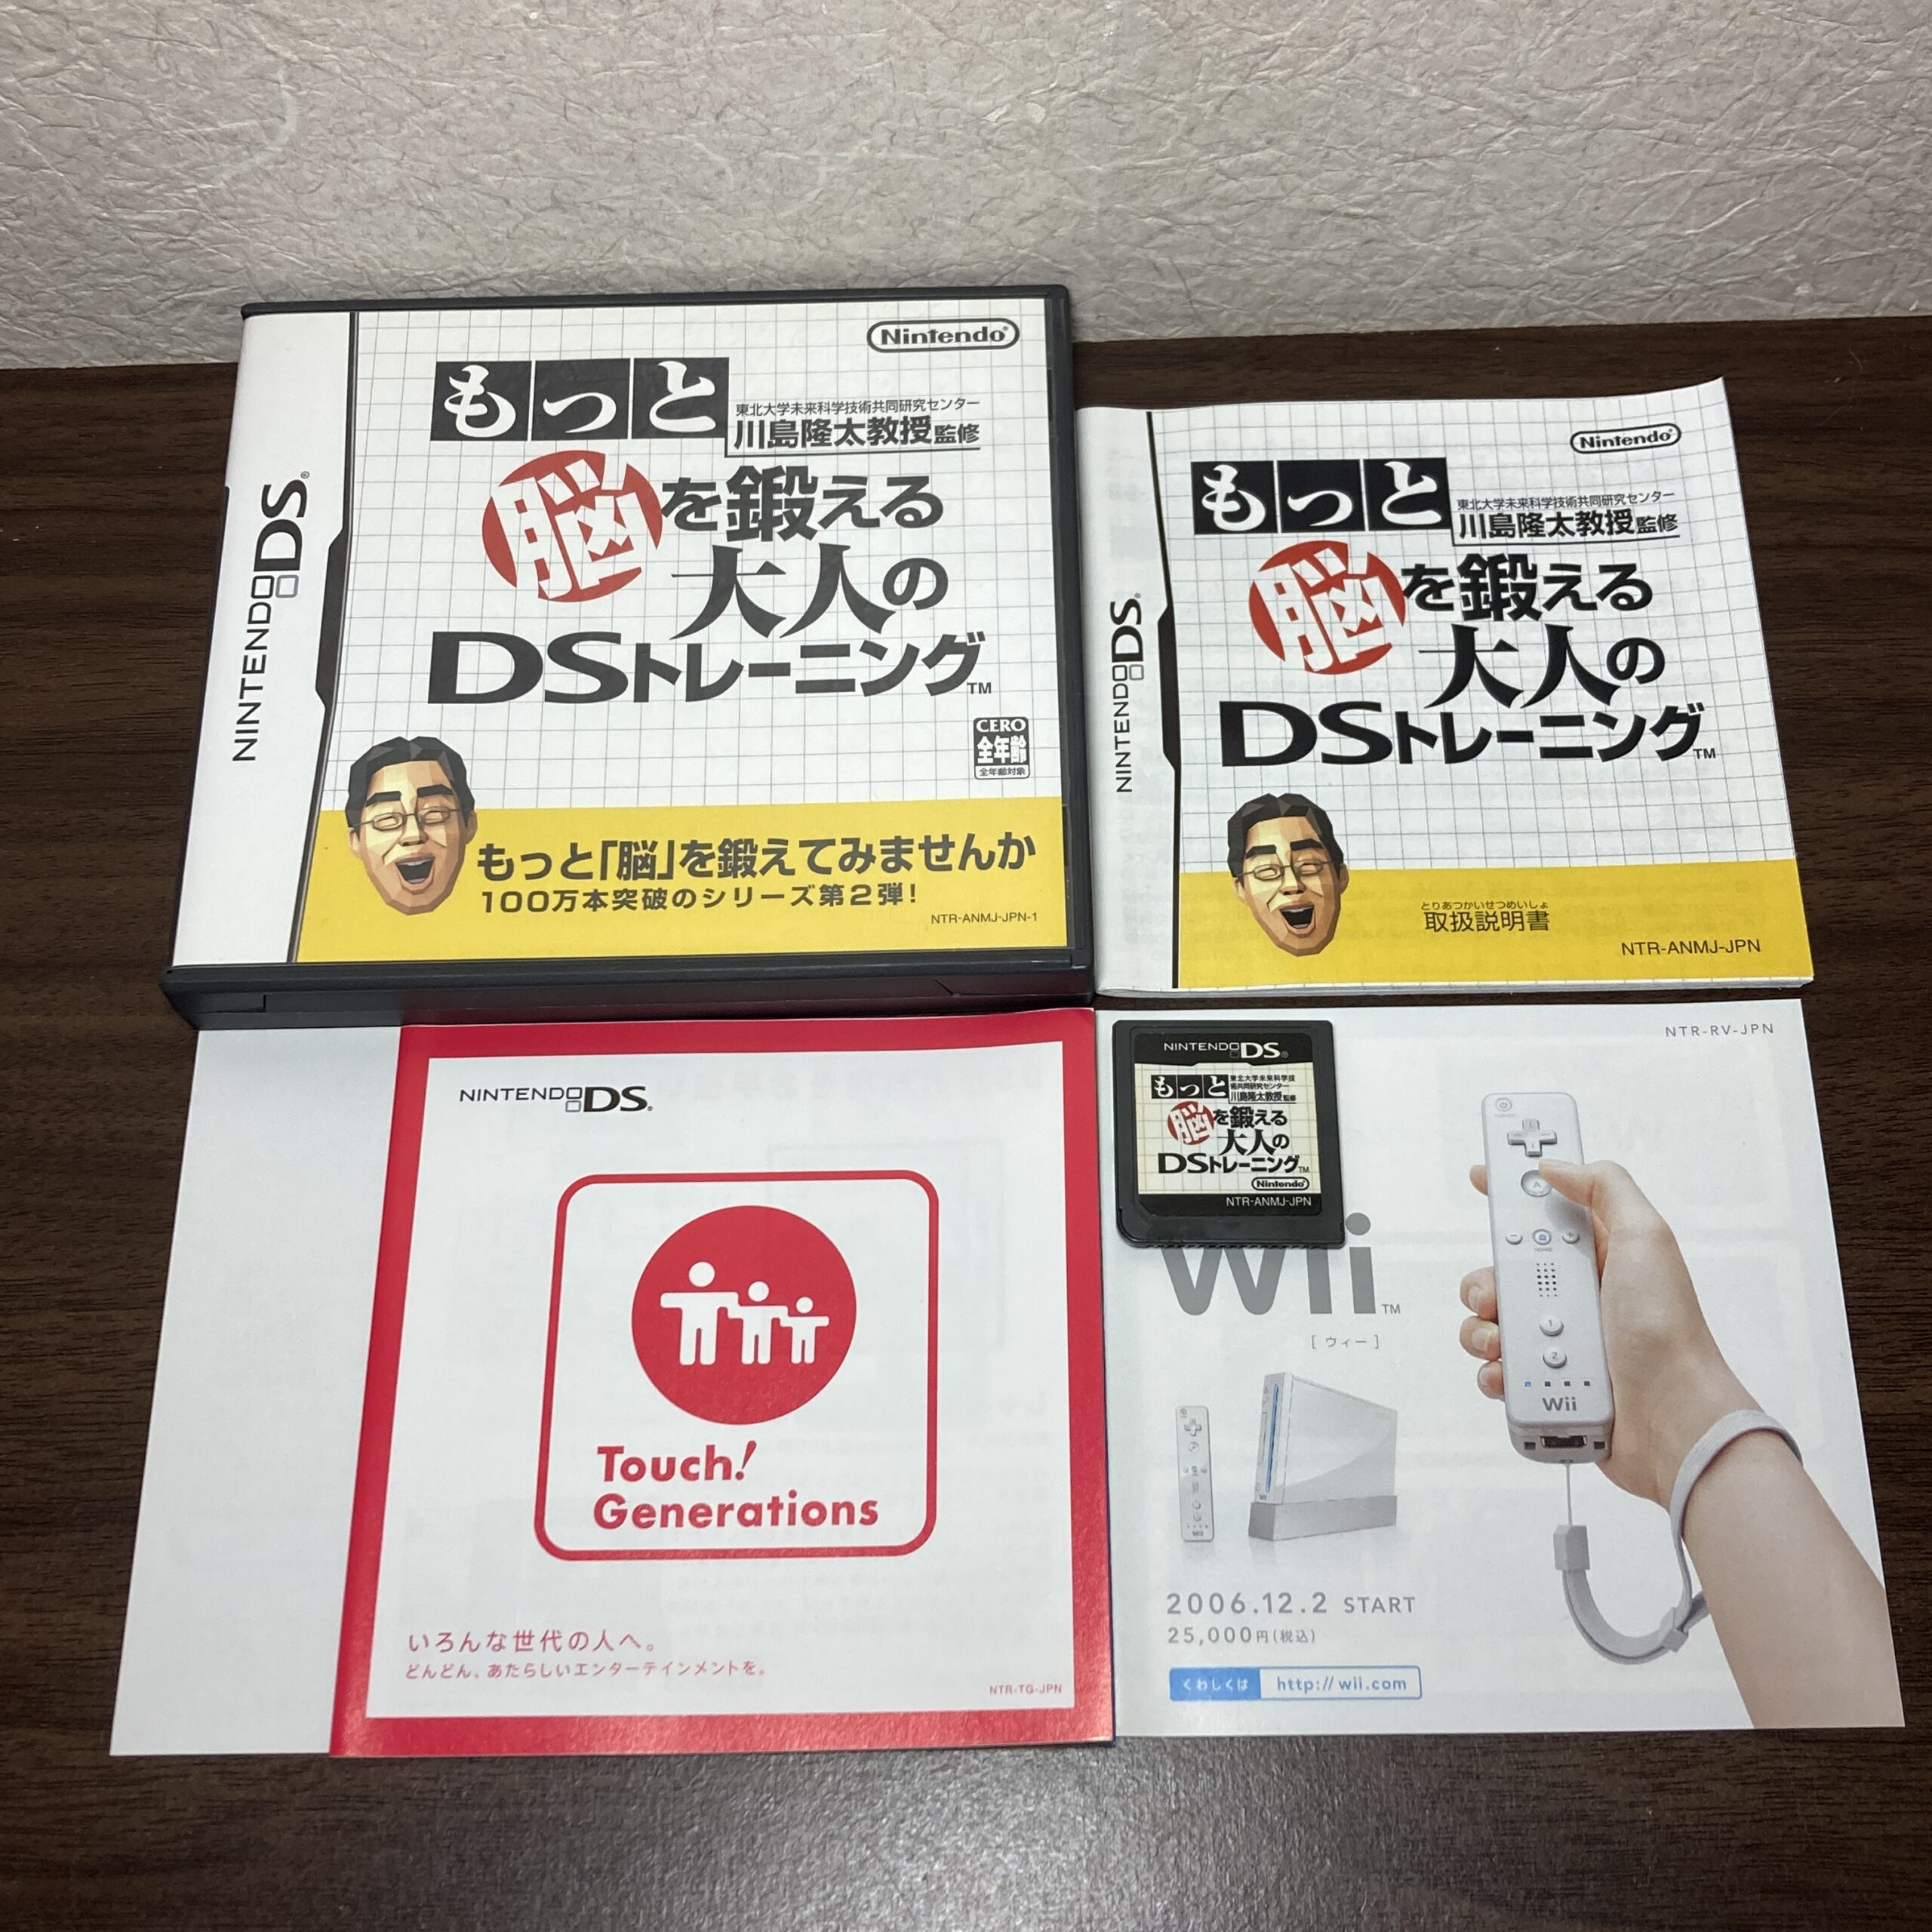 Nintendo®
もっと
東北大学未来科学技術共同研究センター
川島隆太教授監修
脳を鍛える
大人の
DSトレーニング™
NINTENDO DS®
CERO
全年齢
全年齢対象
もっと「脳」を鍛えてみませんか
100万本突破のシリーズ第2弾!
NTR-ANMJ-JPN-1
Nintendo®
もっと
東北大学未来科学技術共同研究センター
川島隆太教授監修
脳を鍛える
大人の
DSトレーニング™
NINTENDO DS®
とりあつかいせつめいしょ
取扱説明書
NTR-ANMJ-JPN
NINTENDO DS®
Touch!
Generations
いろんな世代の人へ。
どんどん、あたらしいエンターテインメントを。
NTR-TG-JPN
NINTENDO DS®
もっと
東北大学未来科学技
術共同研究センター
川島隆太教授監修
脳を鍛える
大人の
DSトレーニング™
Nintendo®
NTR-ANMJ-JPN
NTR-RV-JPN
Wii™
[ウィー]
A
HOME
1
2
Wii
2006.12.2 START
25,000円(税込)
くわしくは
http://wii.com